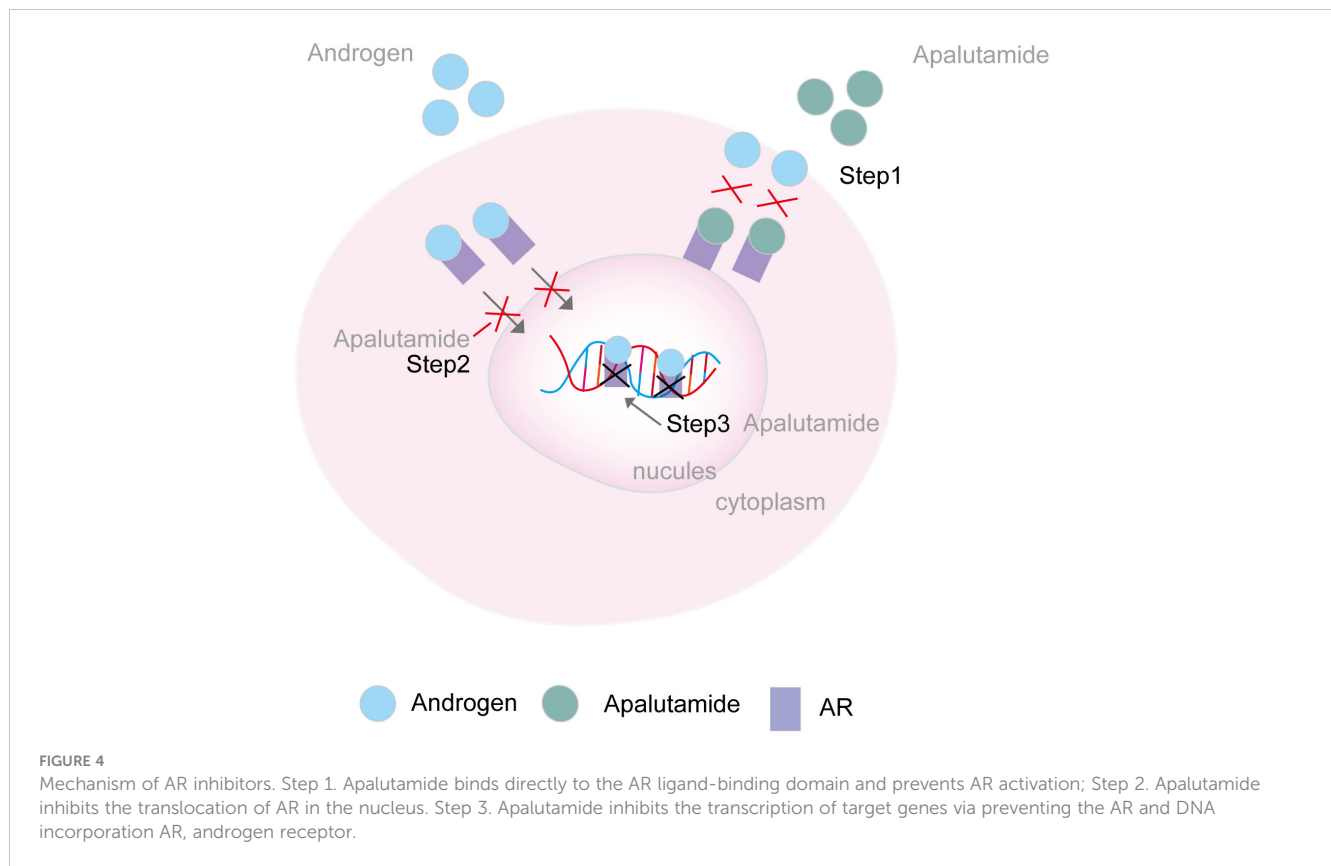 Androgen
Apalutamide
Step1
Apalutamide
Step2
Step3 Apalutamide
nucules
cytoplasm
Androgen Apalutamide AR
FIGURE 4
Mechanism of AR inhibitors. Step 1. Apalutamide binds directly to the AR ligand-binding domain and prevents AR activation; Step 2. Apalutamide
inhibits the translocation of AR in the nucleus. Step 3. Apalutamide inhibits the transcription of target genes via preventing the AR and DNA
incorporation AR, androgen receptor.